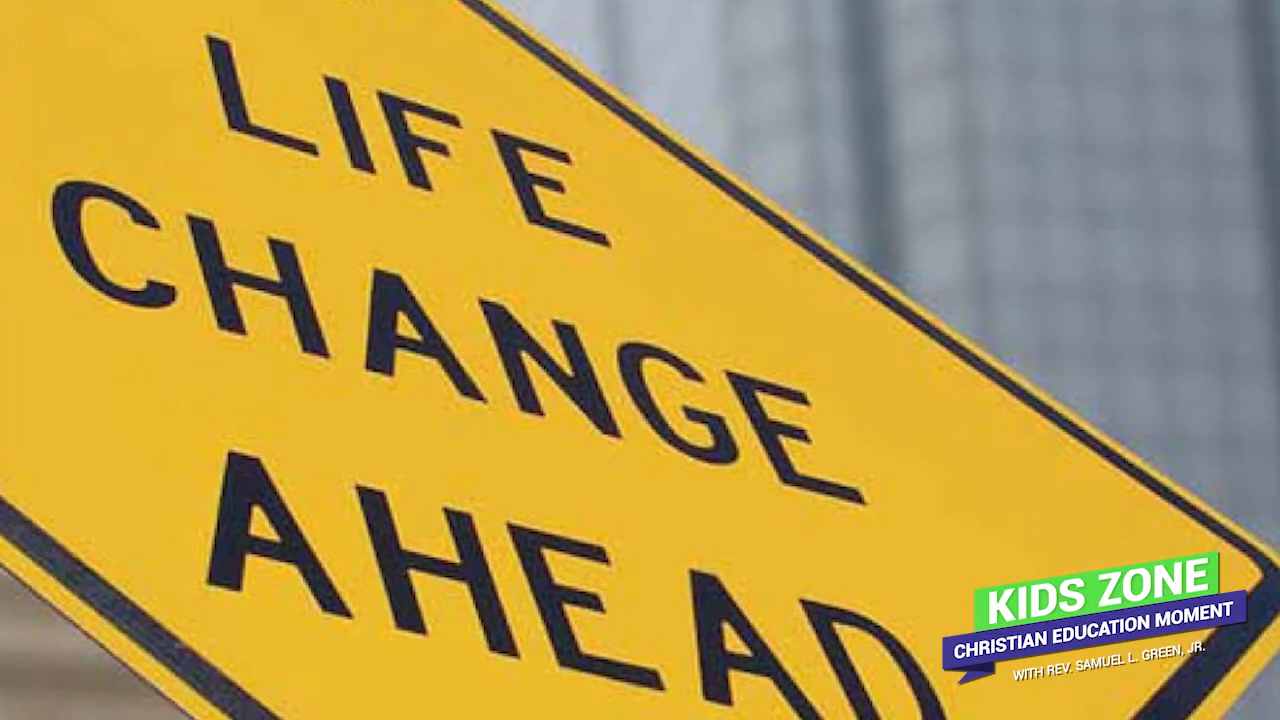 LIFE
CHANGE
AHEAD
KIDS ZONE
CHRISTIAN EDUCATION MOMENT
WITH REV. SAMUEL L. GREEN, JR.